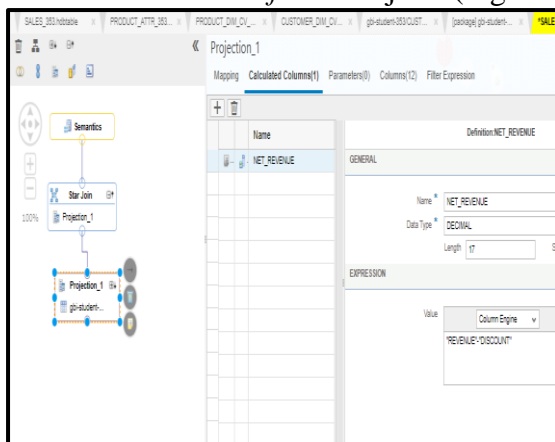 SALES_353.hdbtable × PRODUCT_ATTR_353... × PRODUCT_DIM_CV... × CUSTOMER_DIM_CV... × gbi-student-353/CUST... × [package] gbi-student-... × *SALE
Projection_1
Mapping Calculated Columns(1) Parameters(0) Columns(12) Filter Expression
Name
Definition:NET_REVENUE
NET_REVENUE
GENERAL
Name * NET_REVENUE
Data Type * DECIMAL
Length 17 S
EXPRESSION
Value Column Engine
"REVENUE"-"DISCOUNT"
Semantics
Star Join
Projection_1
100%
Projection_1
gbi-student-...